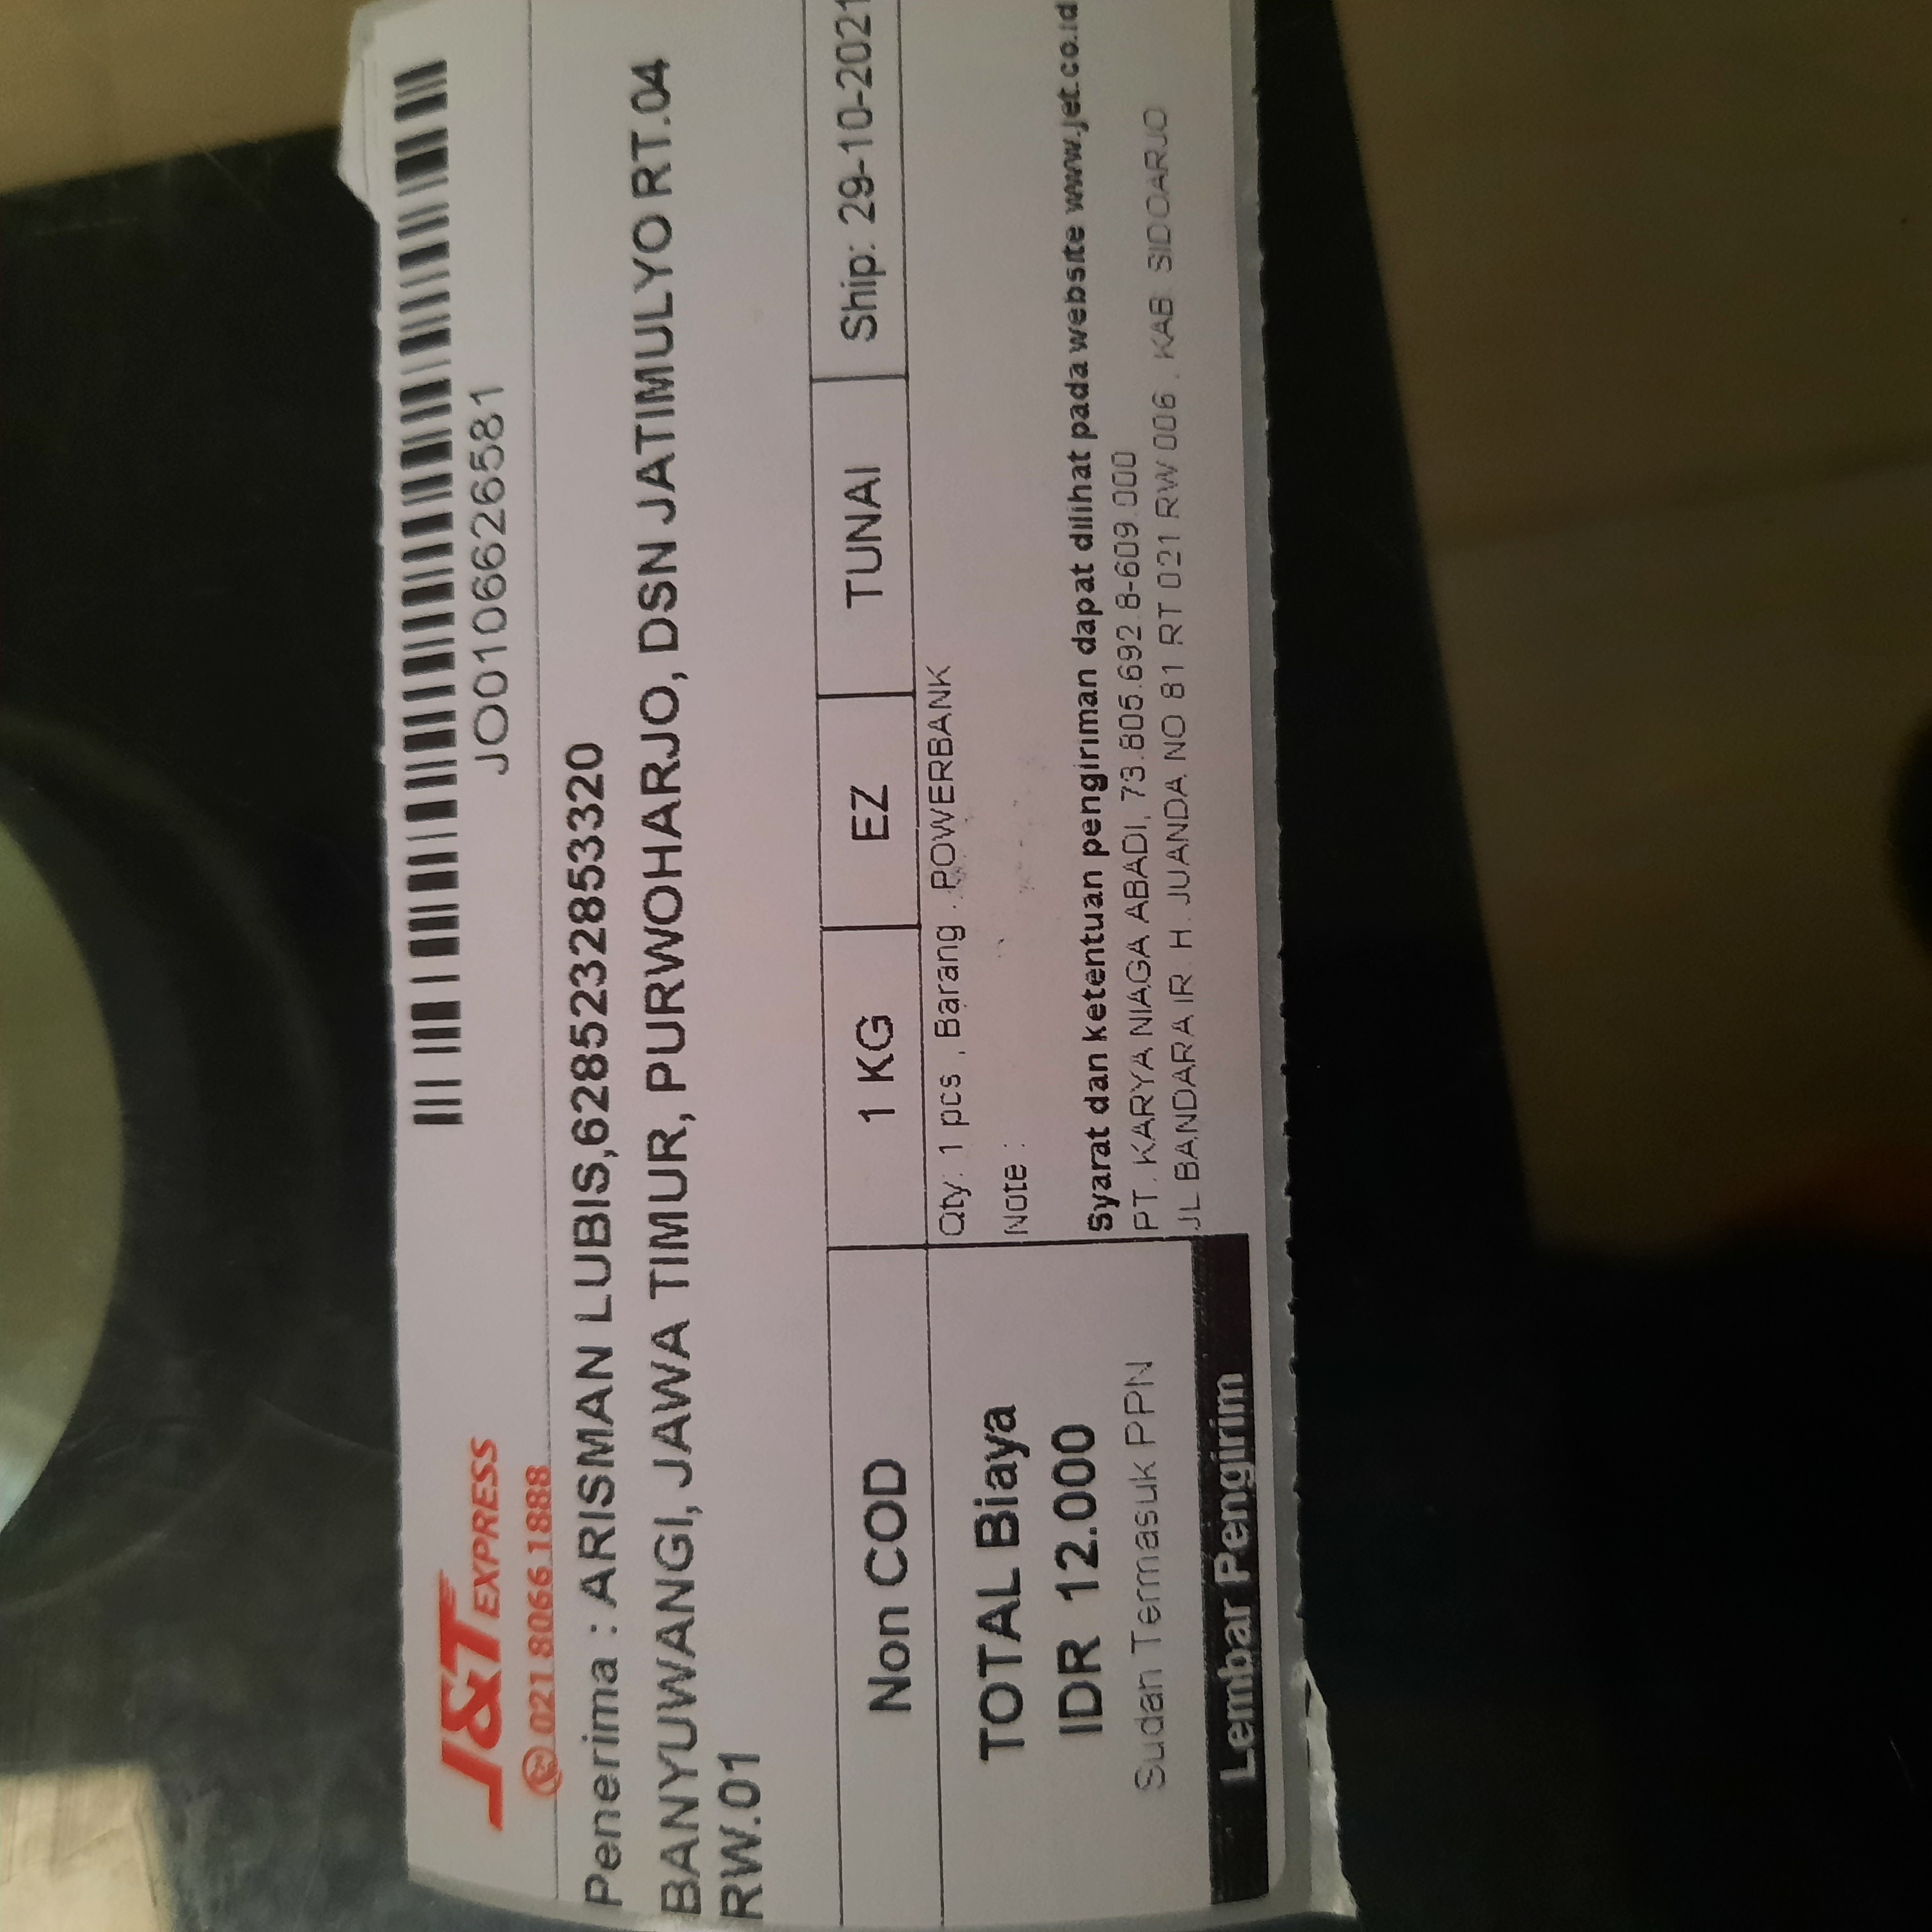 J&T EXPRESS
021 8066 1888
JO0106626581
Penerima : ARISMAN LUBIS,6285232853320
BANYUWANGI, JAWA TIMUR, PURWOHARJO, DSN JATIMULYO RT.04
RW.01
Non COD
1 KG
EZ
TUNAI
Ship: 29-10-2021
TOTAL Biaya
IDR 12.000
Sudah Termasuk PPN
Lembar Pengirim
Qty: 1 pcs , Barang : POWERBANK
Note :
Syarat dan ketentuan pengiriman dapat dilihat pada website www.jet.co.id
PT. KARYA NIAGA ABADI, 73.805.692.8-609.000
JL BANDARA IR. H. JUANDA NO 81 RT 021 RW 006 , KAB. SIDOARJO